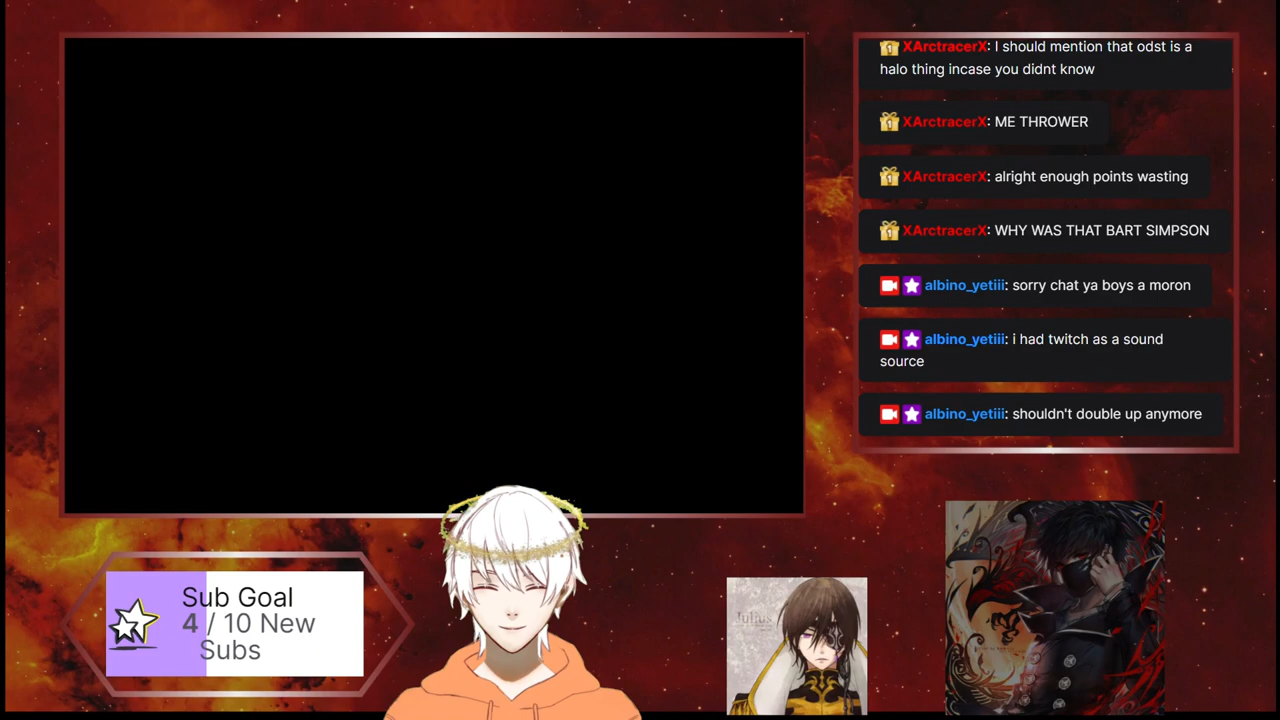 XArctracerX: I should mention that odst is a
halo thing incase you didnt know
XArctracerX: ME THROWER
XArctracerX: alright enough points wasting
XArctracerX: WHY WAS THAT BART SIMPSON
albino_yetiii: sorry chat ya boys a moron
albino_yetiii: i had twitch as a sound
source
albino_yetiii: shouldn't double up anymore
Sub Goal
4 / 10 New
Subs
Julius